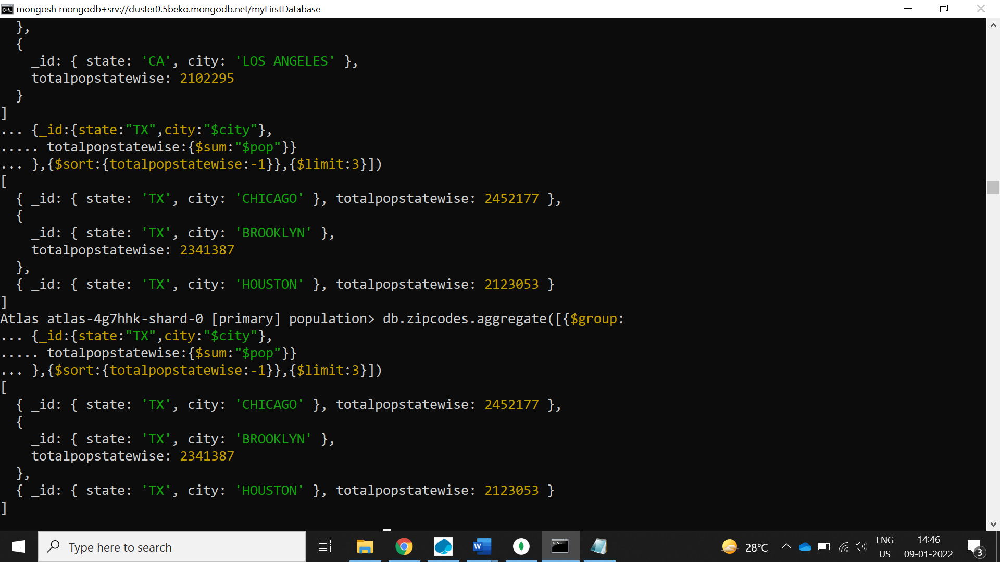 mongosh mongodb+srv://cluster0.5beko.mongodb.net/myFirstDatabase
  },
  {
    _id: { state: 'CA', city: 'LOS ANGELES' },
    totalpopstatewise: 2102295
  }
]
... {_id:{state:"TX",city:"$city"},
..... totalpopstatewise:{$sum:"$pop"}}
... },{$sort:{totalpopstatewise:-1}},{$limit:3}])
[
  { _id: { state: 'TX', city: 'CHICAGO' }, totalpopstatewise: 2452177 },
  {
    _id: { state: 'TX', city: 'BROOKLYN' },
    totalpopstatewise: 2341387
  },
  { _id: { state: 'TX', city: 'HOUSTON' }, totalpopstatewise: 2123053 }
]
Atlas atlas-4g7hhk-shard-0 [primary] population> db.zipcodes.aggregate([{$group:
... {_id:{state:"TX",city:"$city"},
..... totalpopstatewise:{$sum:"$pop"}}
... },{$sort:{totalpopstatewise:-1}},{$limit:3}])
[
  { _id: { state: 'TX', city: 'CHICAGO' }, totalpopstatewise: 2452177 },
  {
    _id: { state: 'TX', city: 'BROOKLYN' },
    totalpopstatewise: 2341387
  },
  { _id: { state: 'TX', city: 'HOUSTON' }, totalpopstatewise: 2123053 }
]
Type here to search
28°C
ENG
US
14:46
09-01-2022
3